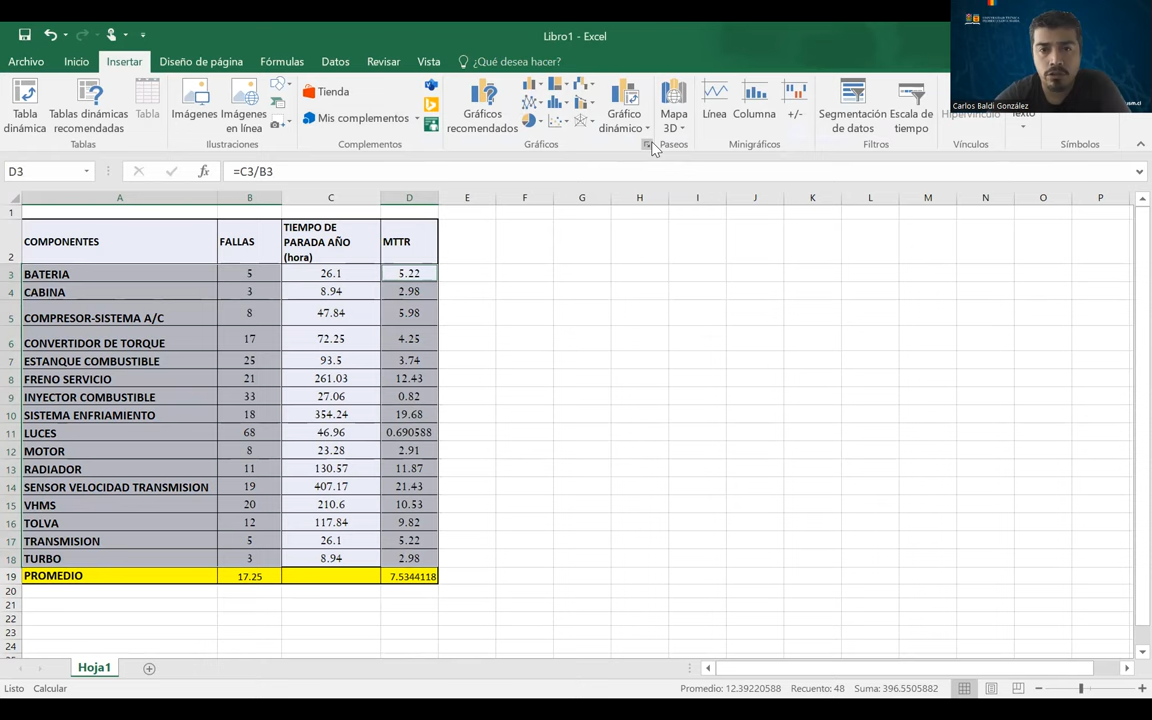 Libro1 - Excel
Carlos Baldi González
usm.cl
Archivo Inicio Insertar Diseño de página Fórmulas Datos Revisar Vista ¿Qué desea hacer?
Tabla dinámica
Tablas dinámicas recomendadas
Tabla
Tablas
Imágenes
Imágenes en línea
Ilustraciones
Tienda
Mis complementos
Complementos
Gráficos recomendados
Gráfico dinámico
Gráficos
Mapa 3D
Paseos
Línea
Columna
+/-
Minigráficos
Segmentación de datos
Escala de tiempo
Filtros
Hipervínculo
Vínculos
Texto
Símbolos
D3 fx =C3/B3
A B C D E F G H I J K L M N O P
1
2 COMPONENTES FALLAS TIEMPO DE PARADA AÑO (hora) MTTR
3 BATERIA 5 26.1 5.22
4 CABINA 3 8.94 2.98
5 COMPRESOR-SISTEMA A/C 8 47.84 5.98
6 CONVERTIDOR DE TORQUE 17 72.25 4.25
7 ESTANQUE COMBUSTIBLE 25 93.5 3.74
8 FRENO SERVICIO 21 261.03 12.43
9 INYECTOR COMBUSTIBLE 33 27.06 0.82
10 SISTEMA ENFRIAMIENTO 18 354.24 19.68
11 LUCES 68 46.96 0.690588
12 MOTOR 8 23.28 2.91
13 RADIADOR 11 130.57 11.87
14 SENSOR VELOCIDAD TRANSMISION 19 407.17 21.43
15 VHMS 20 210.6 10.53
16 TOLVA 12 117.84 9.82
17 TRANSMISION 5 26.1 5.22
18 TURBO 3 8.94 2.98
19 PROMEDIO 17.25 7.5344118
20
21
22
23
24
Hoja1
Listo Calcular Promedio: 12.39220588 Recuento: 48 Suma: 396.5505882